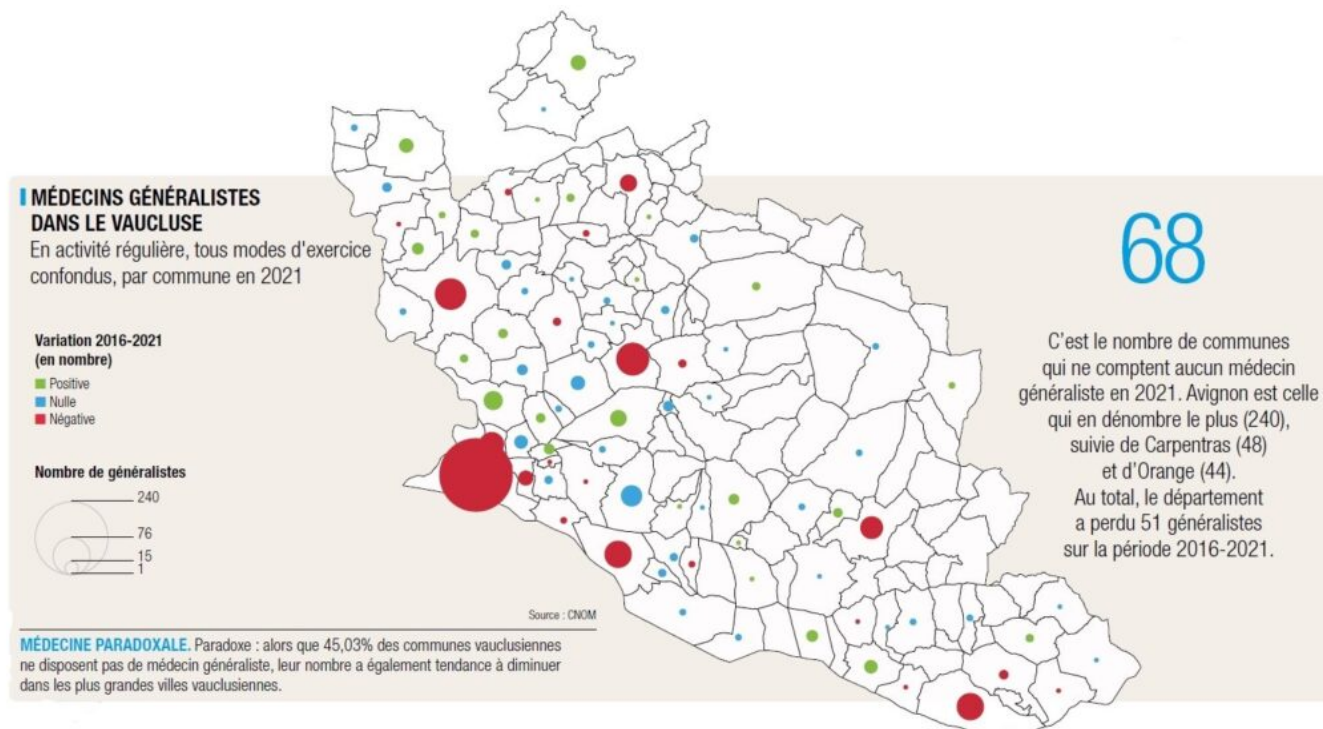 MÉDECINS GÉNÉRALISTES
DANS LE VAUCLUSE
En activité régulière, tous modes d'exercice
confondus, par commune en 2021
Variation 2016-2021
(en nombre)
Positive
Nulle
Négative
Nombre de généralistes
240
76
15
1
Source : CNOM
MÉDECINE PARADOXALE. Paradoxe : alors que 45,03% des communes vauclusiennes
ne disposent pas de médecin généraliste, leur nombre a également tendance à diminuer
dans les plus grandes villes vauclusiennes.
68
C'est le nombre de communes
qui ne comptent aucun médecin
généraliste en 2021. Avignon est celle
qui en dénombre le plus (240),
suivie de Carpentras (48)
et d'Orange (44).
Au total, le département
a perdu 51 généralistes
sur la période 2016-2021.